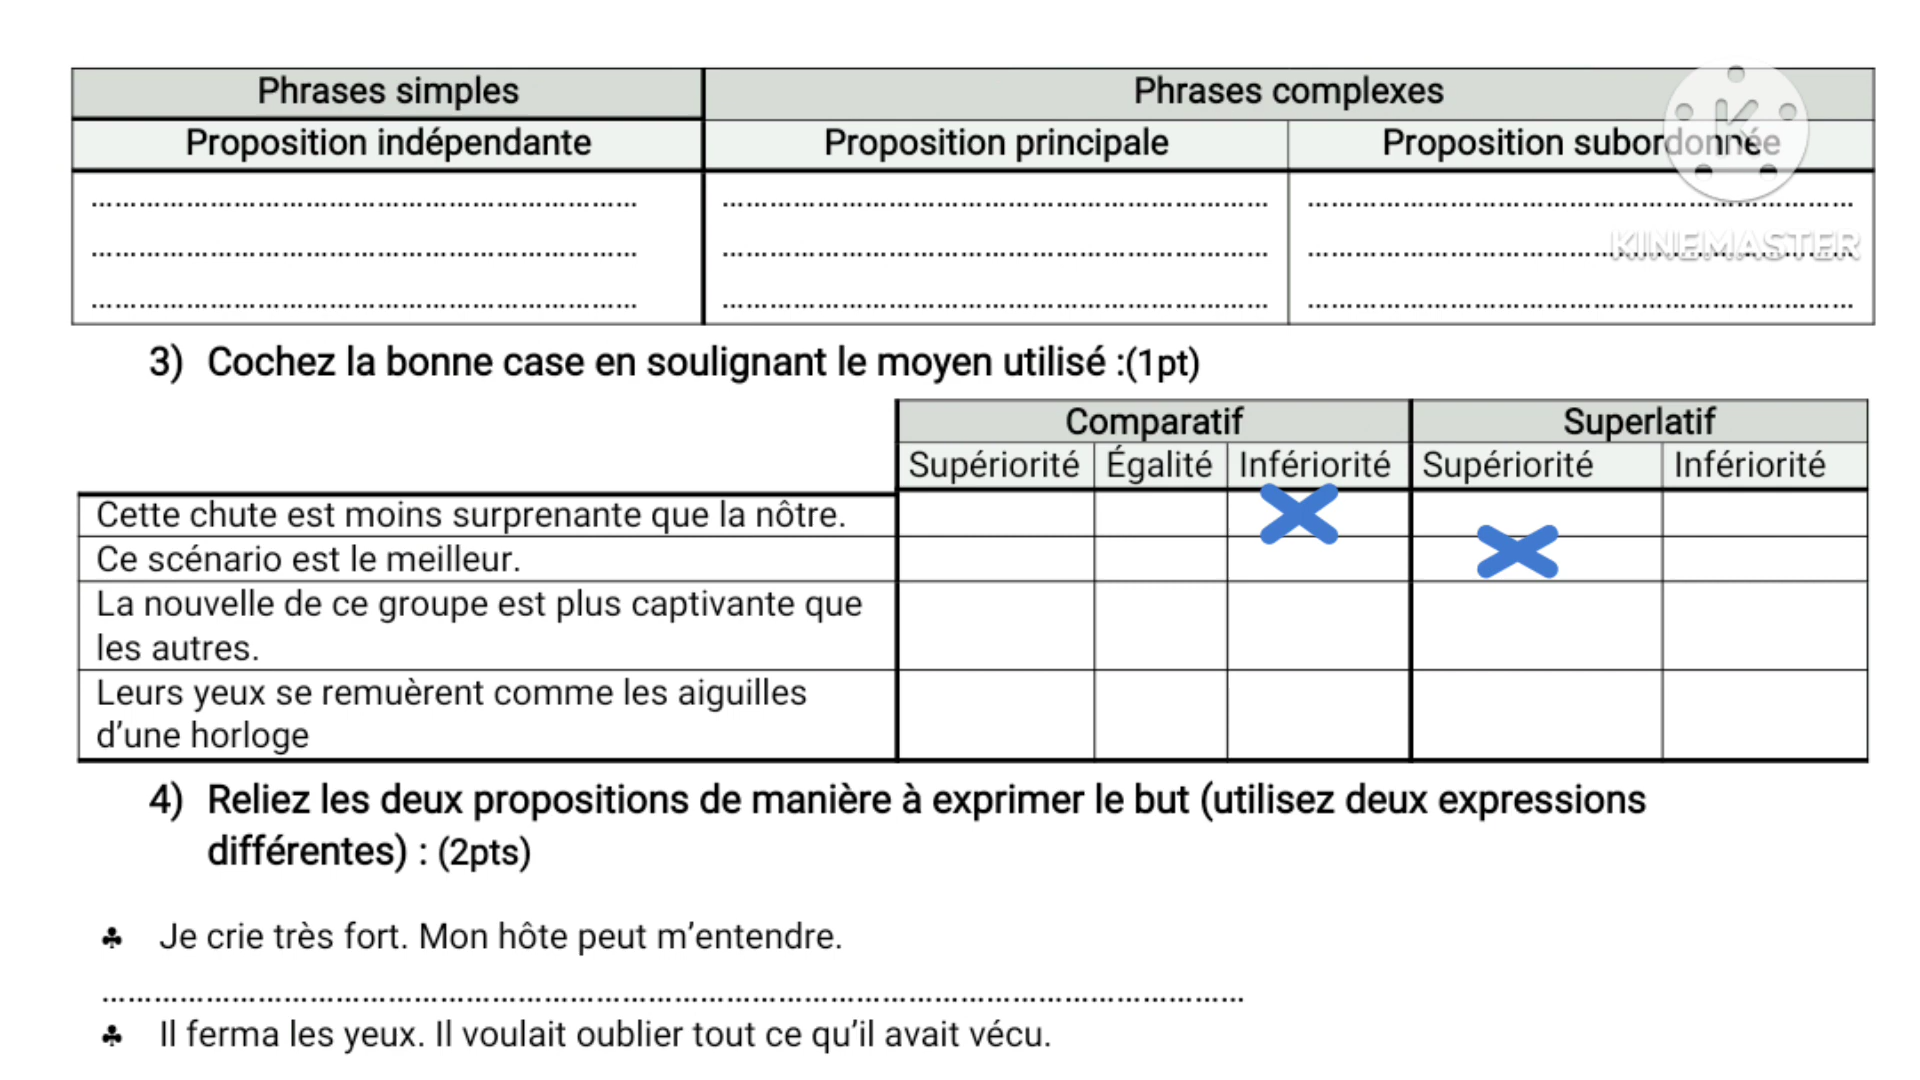 Phrases simples Phrases complexes
Proposition indépendante Proposition principale Proposition subordonnée
………………………………………………………… ………………………………………………………… …………………………………………………………
………………………………………………………… ………………………………………………………… …………………………………………………………
………………………………………………………… ………………………………………………………… …………………………………………………………
K
KINEMASTER
3) Cochez la bonne case en soulignant le moyen utilisé :(1pt)
Comparatif Superlatif
Supériorité Égalité Infériorité Supériorité Infériorité
Cette chute est moins surprenante que la nôtre.
Ce scénario est le meilleur.
La nouvelle de ce groupe est plus captivante que
les autres.
Leurs yeux se remuèrent comme les aiguilles
d’une horloge
4) Reliez les deux propositions de manière à exprimer le but (utilisez deux expressions
différentes) : (2pts)
♣ Je crie très fort. Mon hôte peut m’entendre.
…………………………………………………………………………………………………………………
♣ Il ferma les yeux. Il voulait oublier tout ce qu’il avait vécu.